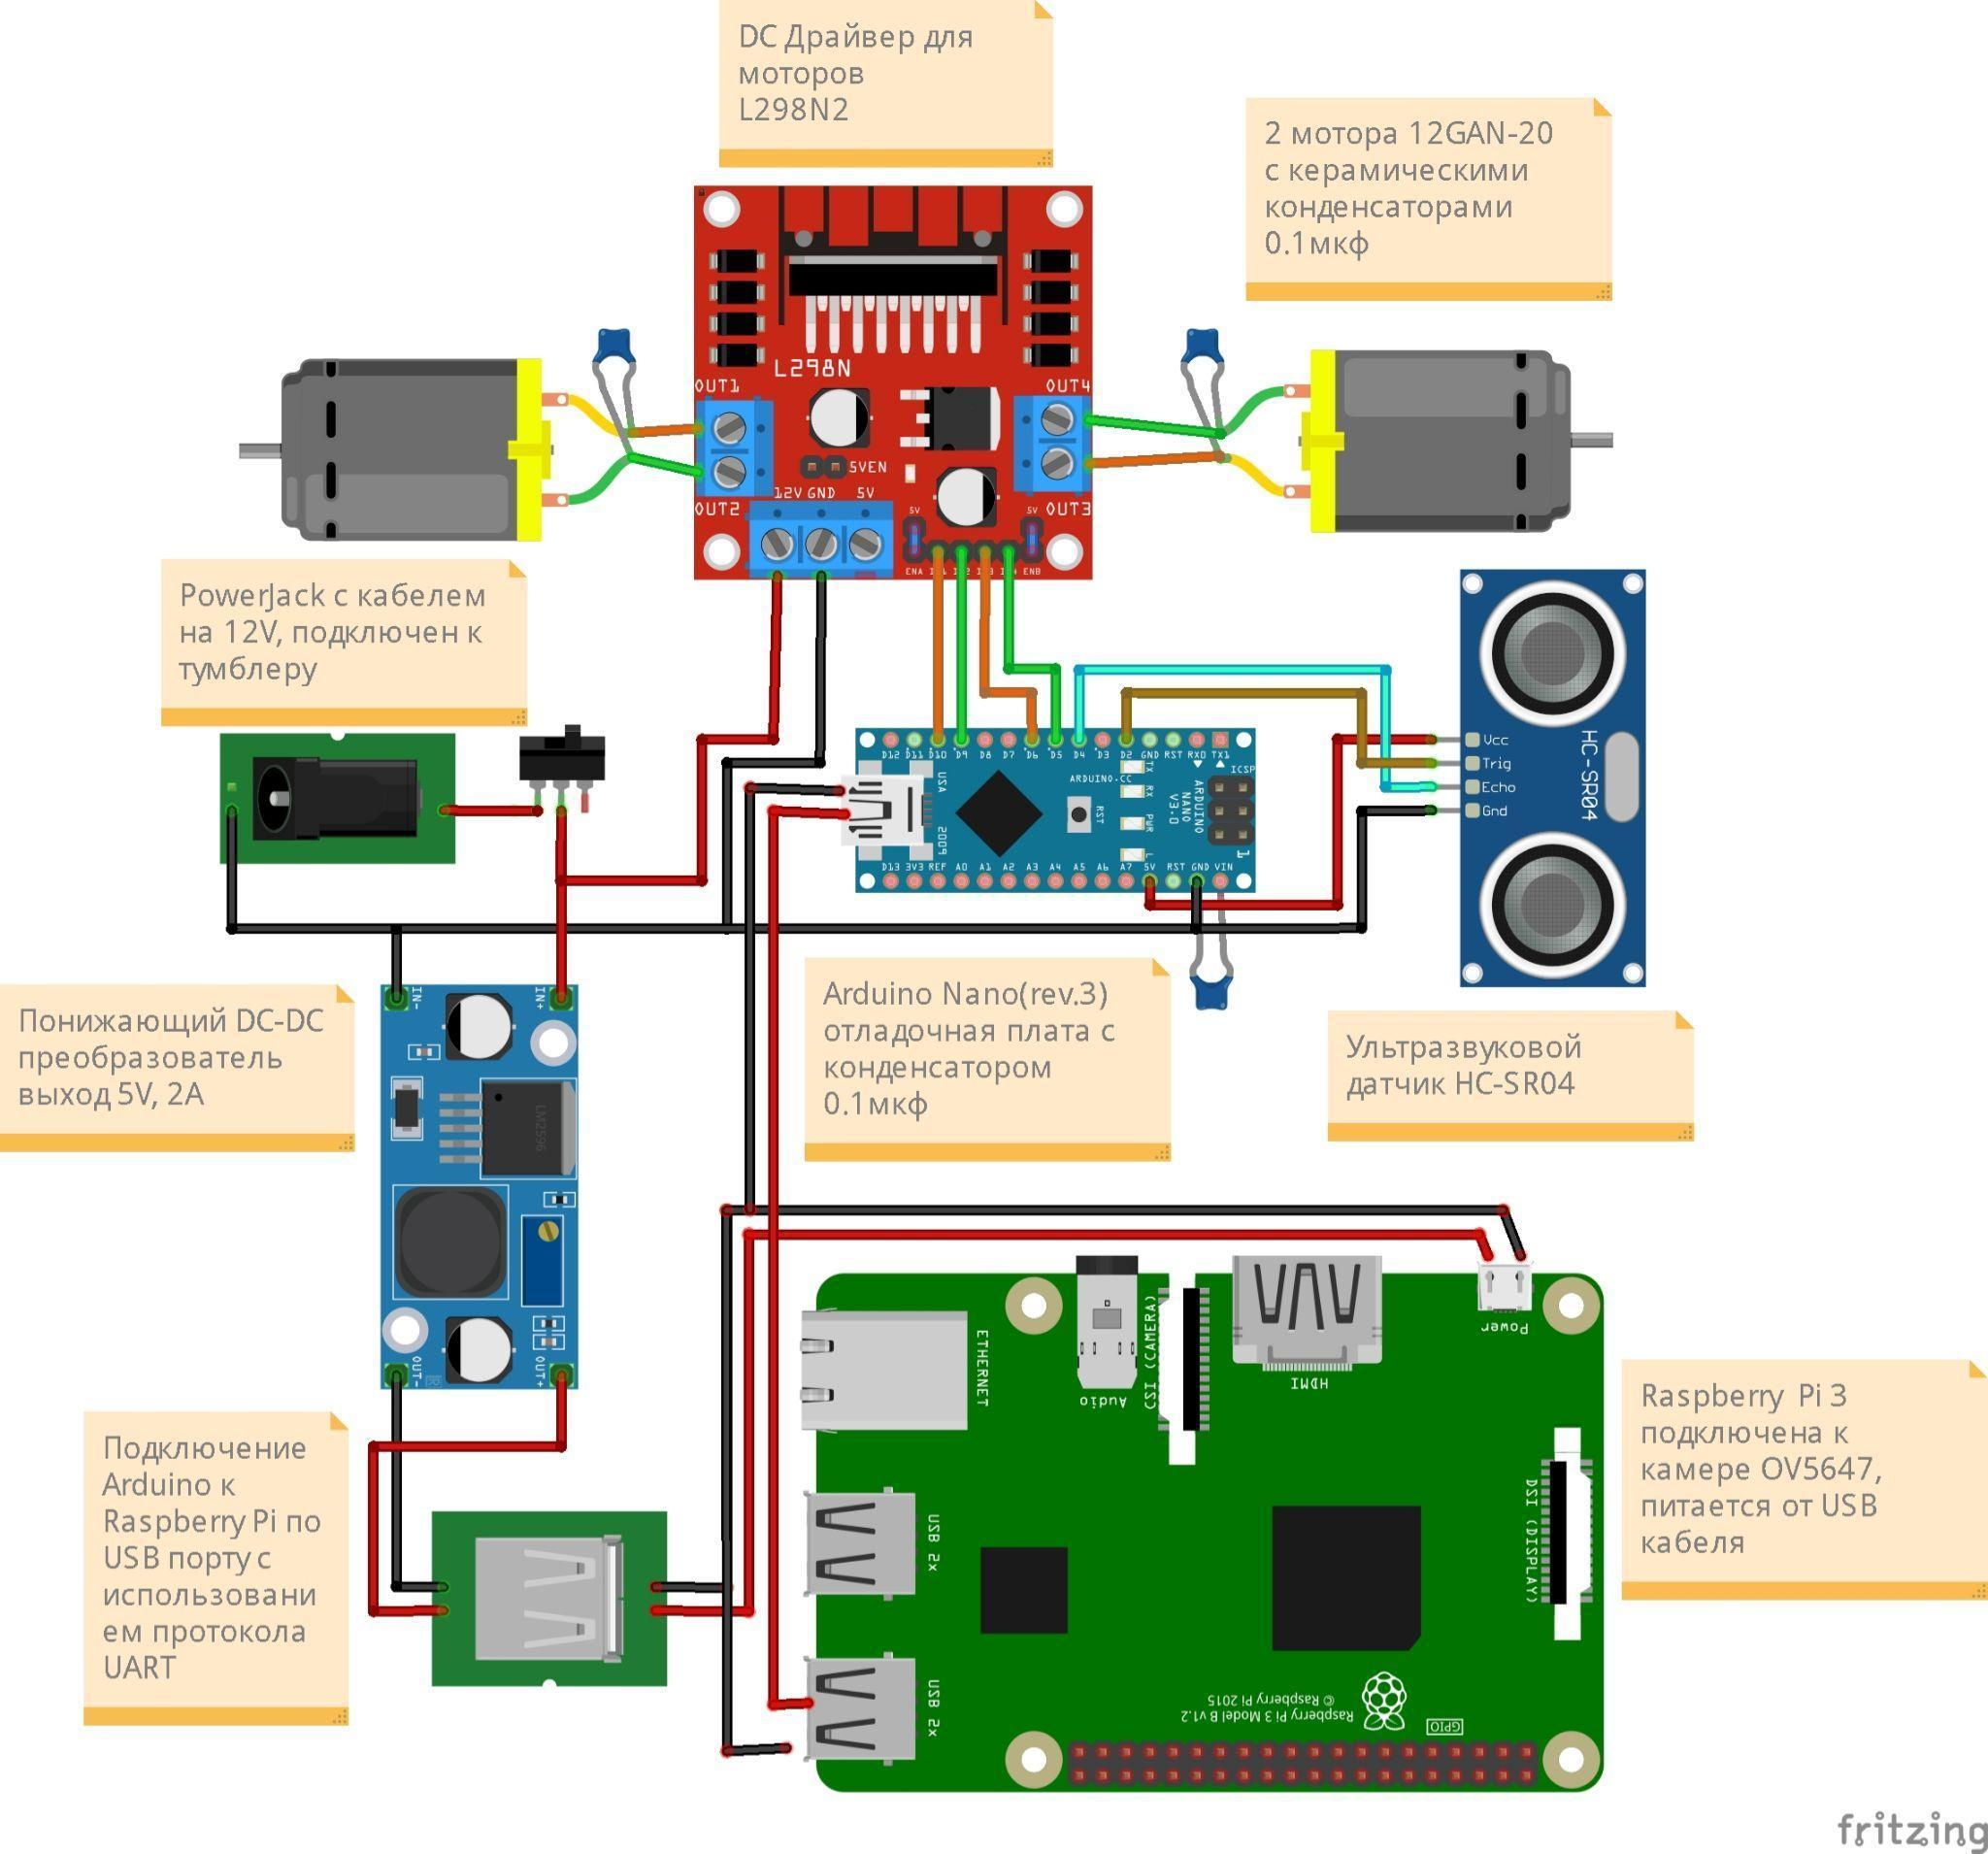 DC Драйвер для
моторов
L298N2
2 мотора 12GAN-20
с керамическими
конденсаторами
0.1мкф
L298N
OUT1
OUT4
5VEN
12V GND 5V
OUT2
OUT3
5V
5V
ENA
ENB
PowerJack с кабелем
на 12V, подключен к
тумблеру
D12 D11 D10 D9 D8 D7 D6 D5 D4 D3 D2 GND RST RX0 TX1
ARDUINO.CC
TX
RX
PWR
L
RST
USA
2009
ARDUINO
NANO
V3.0
ICSP
1
D13 3V3 REF A0 A1 A2 A3 A4 A5 A6 A7 5V RST GND VIN
Vcc
Trig
Echo
Gnd
HC-SR04
Понижающий DC-DC
преобразователь
выход 5V, 2A
IN-
IN+
LM2596
OUT-
OUT+
Arduino Nano(rev.3)
отладочная плата с
конденсатором
0.1мкф
Ультразвуковой
датчик HC-SR04
Подключение
Arduino к
Raspberry Pi по
USB порту с
использовани
ем протокола
UART
ETHERNET
Audio
CSI (CAMERA)
HDMI
Power
USB 2x
USB 2x
DSI (DISPLAY)
© Raspberry Pi 2015
Raspberry Pi 3 Model B v1.2
GPIO
Raspberry Pi 3
подключена к
камере OV5647,
питается от USB
кабеля
fritzing